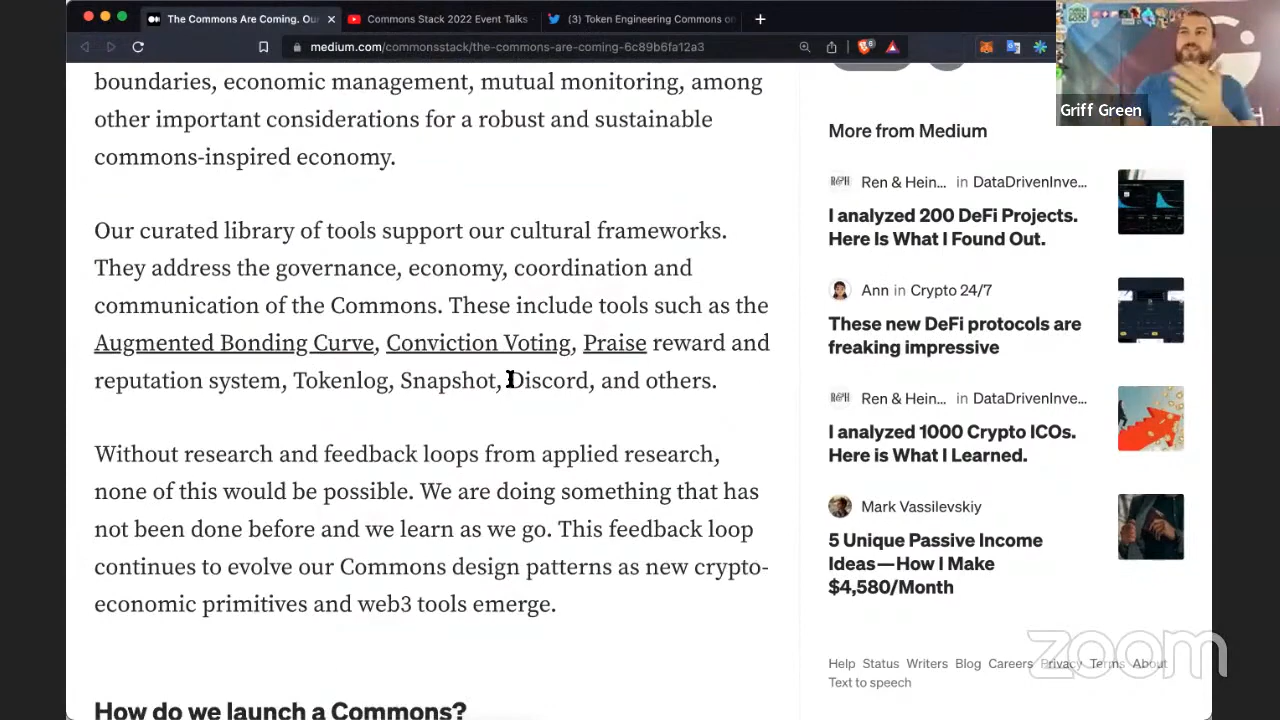 The Commons Are Coming. Ou
Commons Stack 2022 Event Talks
(3) Token Engineering Commons o
medium.com/commonsstack/the-commons-are-coming-6c89b6fa12a3
6
Griff Green
boundaries, economic management, mutual monitoring, among
other important considerations for a robust and sustainable
commons-inspired economy.
Our curated library of tools support our cultural frameworks.
They address the governance, economy, coordination and
communication of the Commons. These include tools such as the
Augmented Bonding Curve, Conviction Voting, Praise reward and
reputation system, Tokenlog, Snapshot, Discord, and others.
Without research and feedback loops from applied research,
none of this would be possible. We are doing something that has
not been done before and we learn as we go. This feedback loop
continues to evolve our Commons design patterns as new crypto-
economic primitives and web3 tools emerge.
How do we launch a Commons?
More from Medium
Ren & Hein... in DataDrivenInve...
I analyzed 200 DeFi Projects.
Here Is What I Found Out.
Ann in Crypto 24/7
These new DeFi protocols are
freaking impressive
Ren & Hein... in DataDrivenInve...
I analyzed 1000 Crypto ICOs.
Here is What I Learned.
Mark Vassilevskiy
5 Unique Passive Income
Ideas—How I Make
$4,580/Month
Help Status Writers Blog Careers Privacy Terms About
Text to speech
zoom